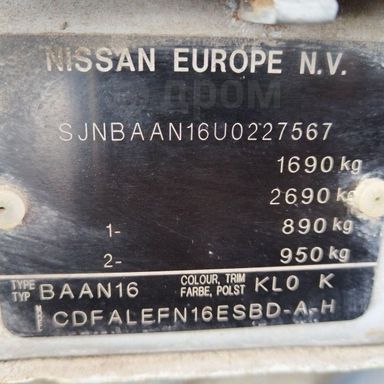 NISSAN EUROPE N.V.
ДРОМ
SJNBAAN16U0227567
1690 kg
2690 kg
1- 890 kg
2- 950 kg
TYPE TYP BAAN16 COLOUR, TRIM FARBE, POLST KL0 K
CDFALEFN16ESBD-A-H